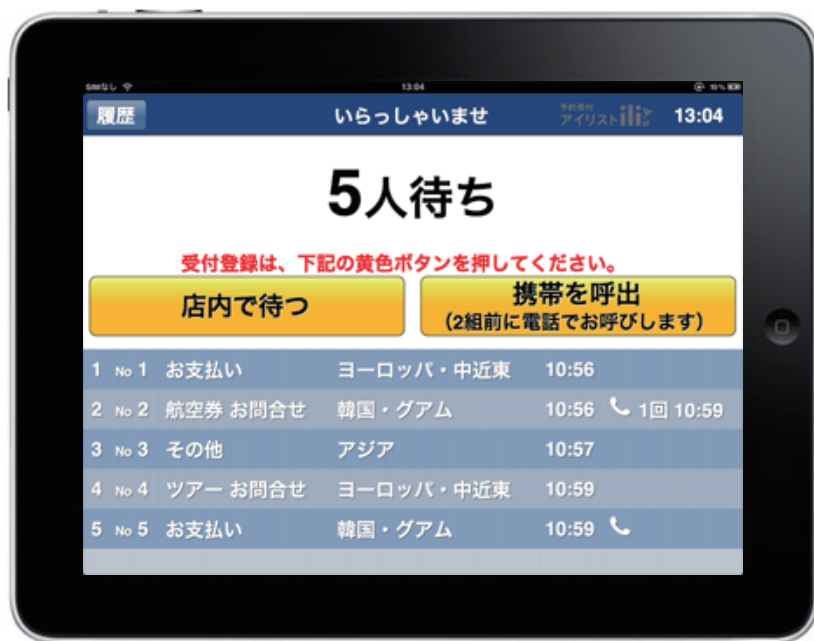 SIMなし 13:04 19%
履歴 いらっしゃいませ 予約受付 アイリスト ili 13:04
5人待ち
受付登録は、下記の黄色ボタンを押してください。
店内で待つ
携帯を呼出
(2組前に電話でお呼びします)
1 No 1 お支払い ヨーロッパ・中近東 10:56
2 No 2 航空券 お問合せ 韓国・グアム 10:56 1回 10:59
3 No 3 その他 アジア 10:57
4 No 4 ツアー お問合せ ヨーロッパ・中近東 10:59
5 No 5 お支払い 韓国・グアム 10:59